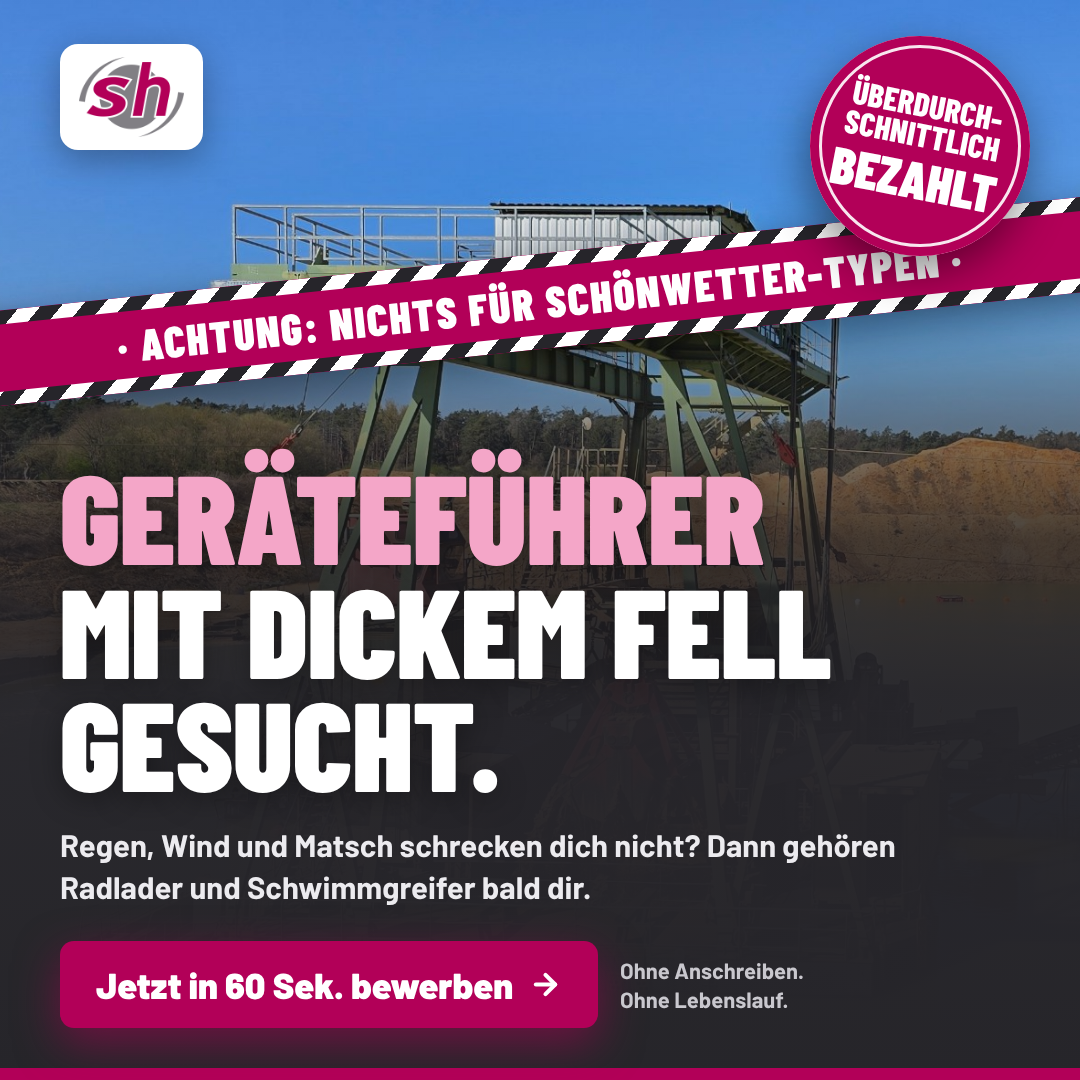 sh
ÜBERDURCH-
SCHNITTLICH
BEZAHLT
· ACHTUNG: NICHTS FÜR SCHÖNWETTER-TYPEN ·
GERÄTEFÜHRER
MIT DICKEM FELL
GESUCHT.
Regen, Wind und Matsch schrecken dich nicht? Dann gehören
Radlader und Schwimmgreifer bald dir.
Jetzt in 60 Sek. bewerben →
Ohne Anschreiben.
Ohne Lebenslauf.